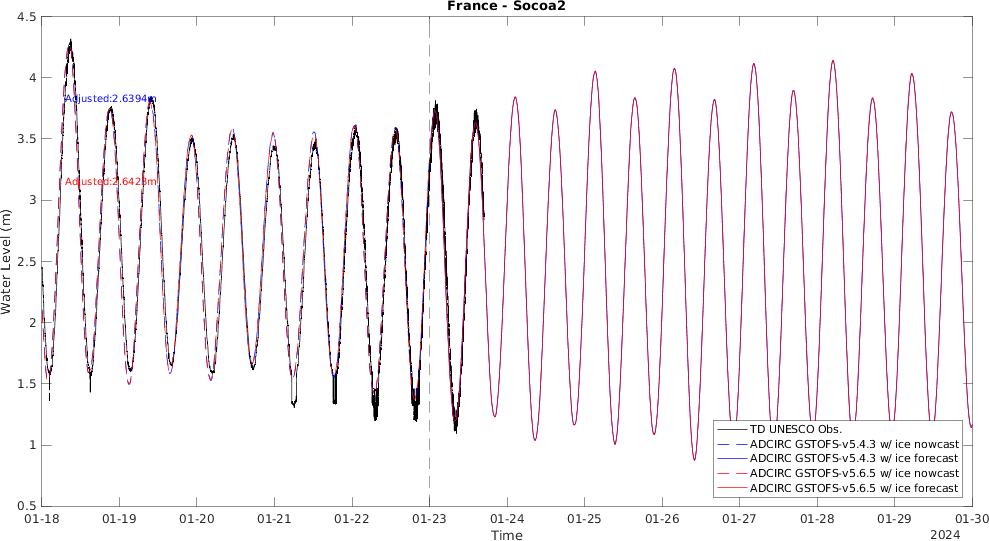 France - Socoa2
4.5
4
3.5
3
2.5
2
1.5
1
0.5
Water Level (m)
Adjusted:2.6394m
Adjusted:2.6423m
TD UNESCO Obs.
ADCIRC GSTOFS-v5.4.3 w/ ice nowcast
ADCIRC GSTOFS-v5.4.3 w/ ice forecast
ADCIRC GSTOFS-v5.6.5 w/ ice nowcast
ADCIRC GSTOFS-v5.6.5 w/ ice forecast
01-18 01-19 01-20 01-21 01-22 01-23 01-24 01-25 01-26 01-27 01-28 01-29 01-30
Time
2024